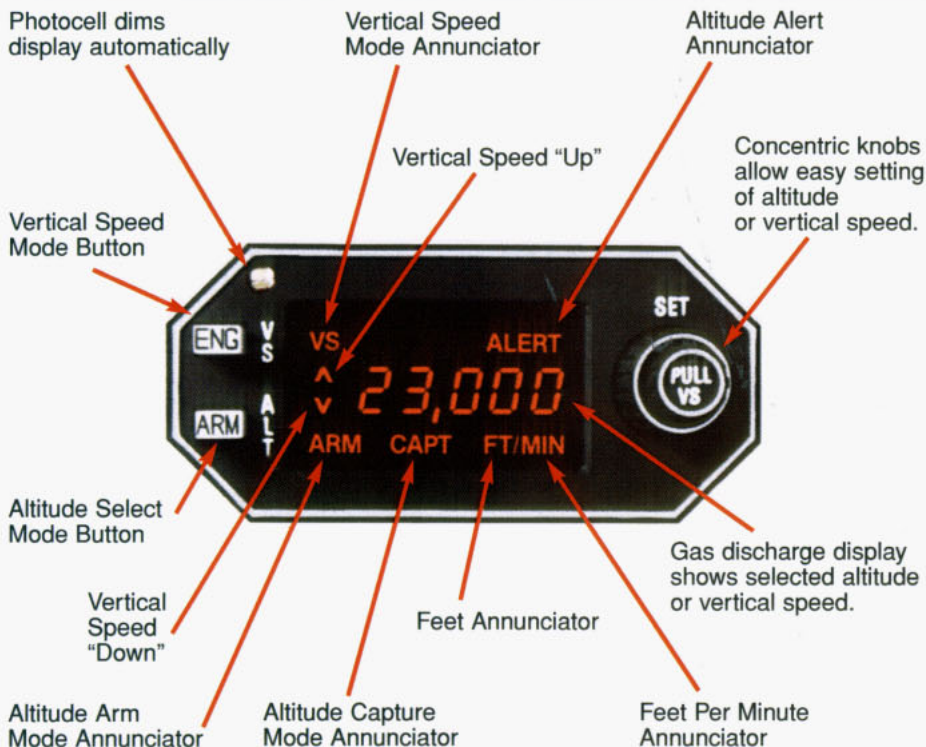 Photocell dims
display automatically
Vertical Speed
Mode Annunciator
Altitude Alert
Annunciator
Vertical Speed “Up”
Concentric knobs
allow easy setting
of altitude
or vertical speed.
Vertical Speed
Mode Button
SET
ENG
VS
VS
ALERT
PULL
VS
23,000
ARM
ALT
ARM
CAPT
FT/MIN
Altitude Select
Mode Button
Gas discharge display
shows selected altitude
or vertical speed.
Vertical
Speed
“Down”
Feet Annunciator
Altitude Arm
Mode Annunciator
Altitude Capture
Mode Annunciator
Feet Per Minute
Annunciator